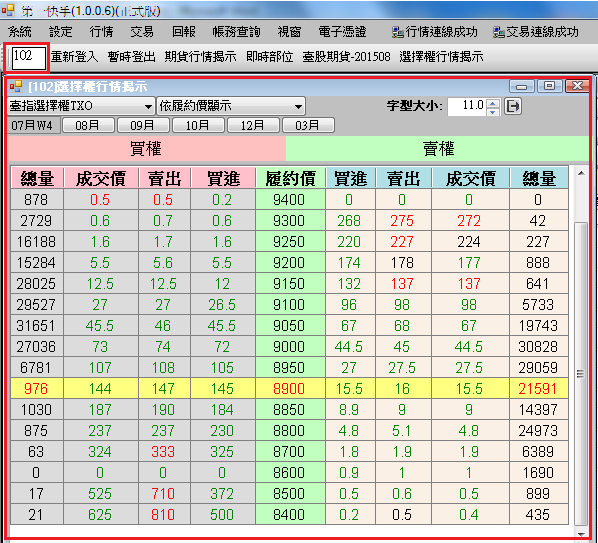 第一快手(1.0.0.6)(正式版)
系統 設定 行情 交易 回報 帳務查詢 視窗 電子憑證 行情連線成功 交易連線成功
102 重新登入 暫時登出 期貨行情揭示 即時部位 臺股期貨-201508 選擇權行情揭示
[102]選擇權行情揭示
臺指選擇權TXO 依履約價顯示 字型大小: 11.0
07月W4 08月 09月 10月 12月 03月
買權 賣權
總量 成交價 賣出 買進 履約價 買進 賣出 成交價 總量
878 0.5 0.5 0.2 9400 0 0 0 0
2729 0.6 0.7 0.6 9300 268 275 272 42
16188 1.6 1.7 1.6 9250 220 227 224 227
15284 5.5 5.6 5.5 9200 174 178 177 888
28025 12.5 12.5 12 9150 132 137 137 641
29527 27 27 26.5 9100 96 98 98 5733
31651 45.5 46 45.5 9050 67 68 67 19743
27036 73 74 72 9000 44.5 45 44.5 30828
6781 107 108 105 8950 27 27.5 27.5 29059
976 144 147 145 8900 15.5 16 15.5 21591
1030 187 190 184 8850 8.9 9 9 14397
875 237 237 230 8800 4.8 5.1 4.8 24973
63 324 333 325 8700 1.8 1.9 1.9 6389
0 0 0 0 8600 0.9 1 1 1690
17 525 710 372 8500 0.5 0.6 0.5 899
21 625 810 500 8400 0.2 0.5 0.4 435